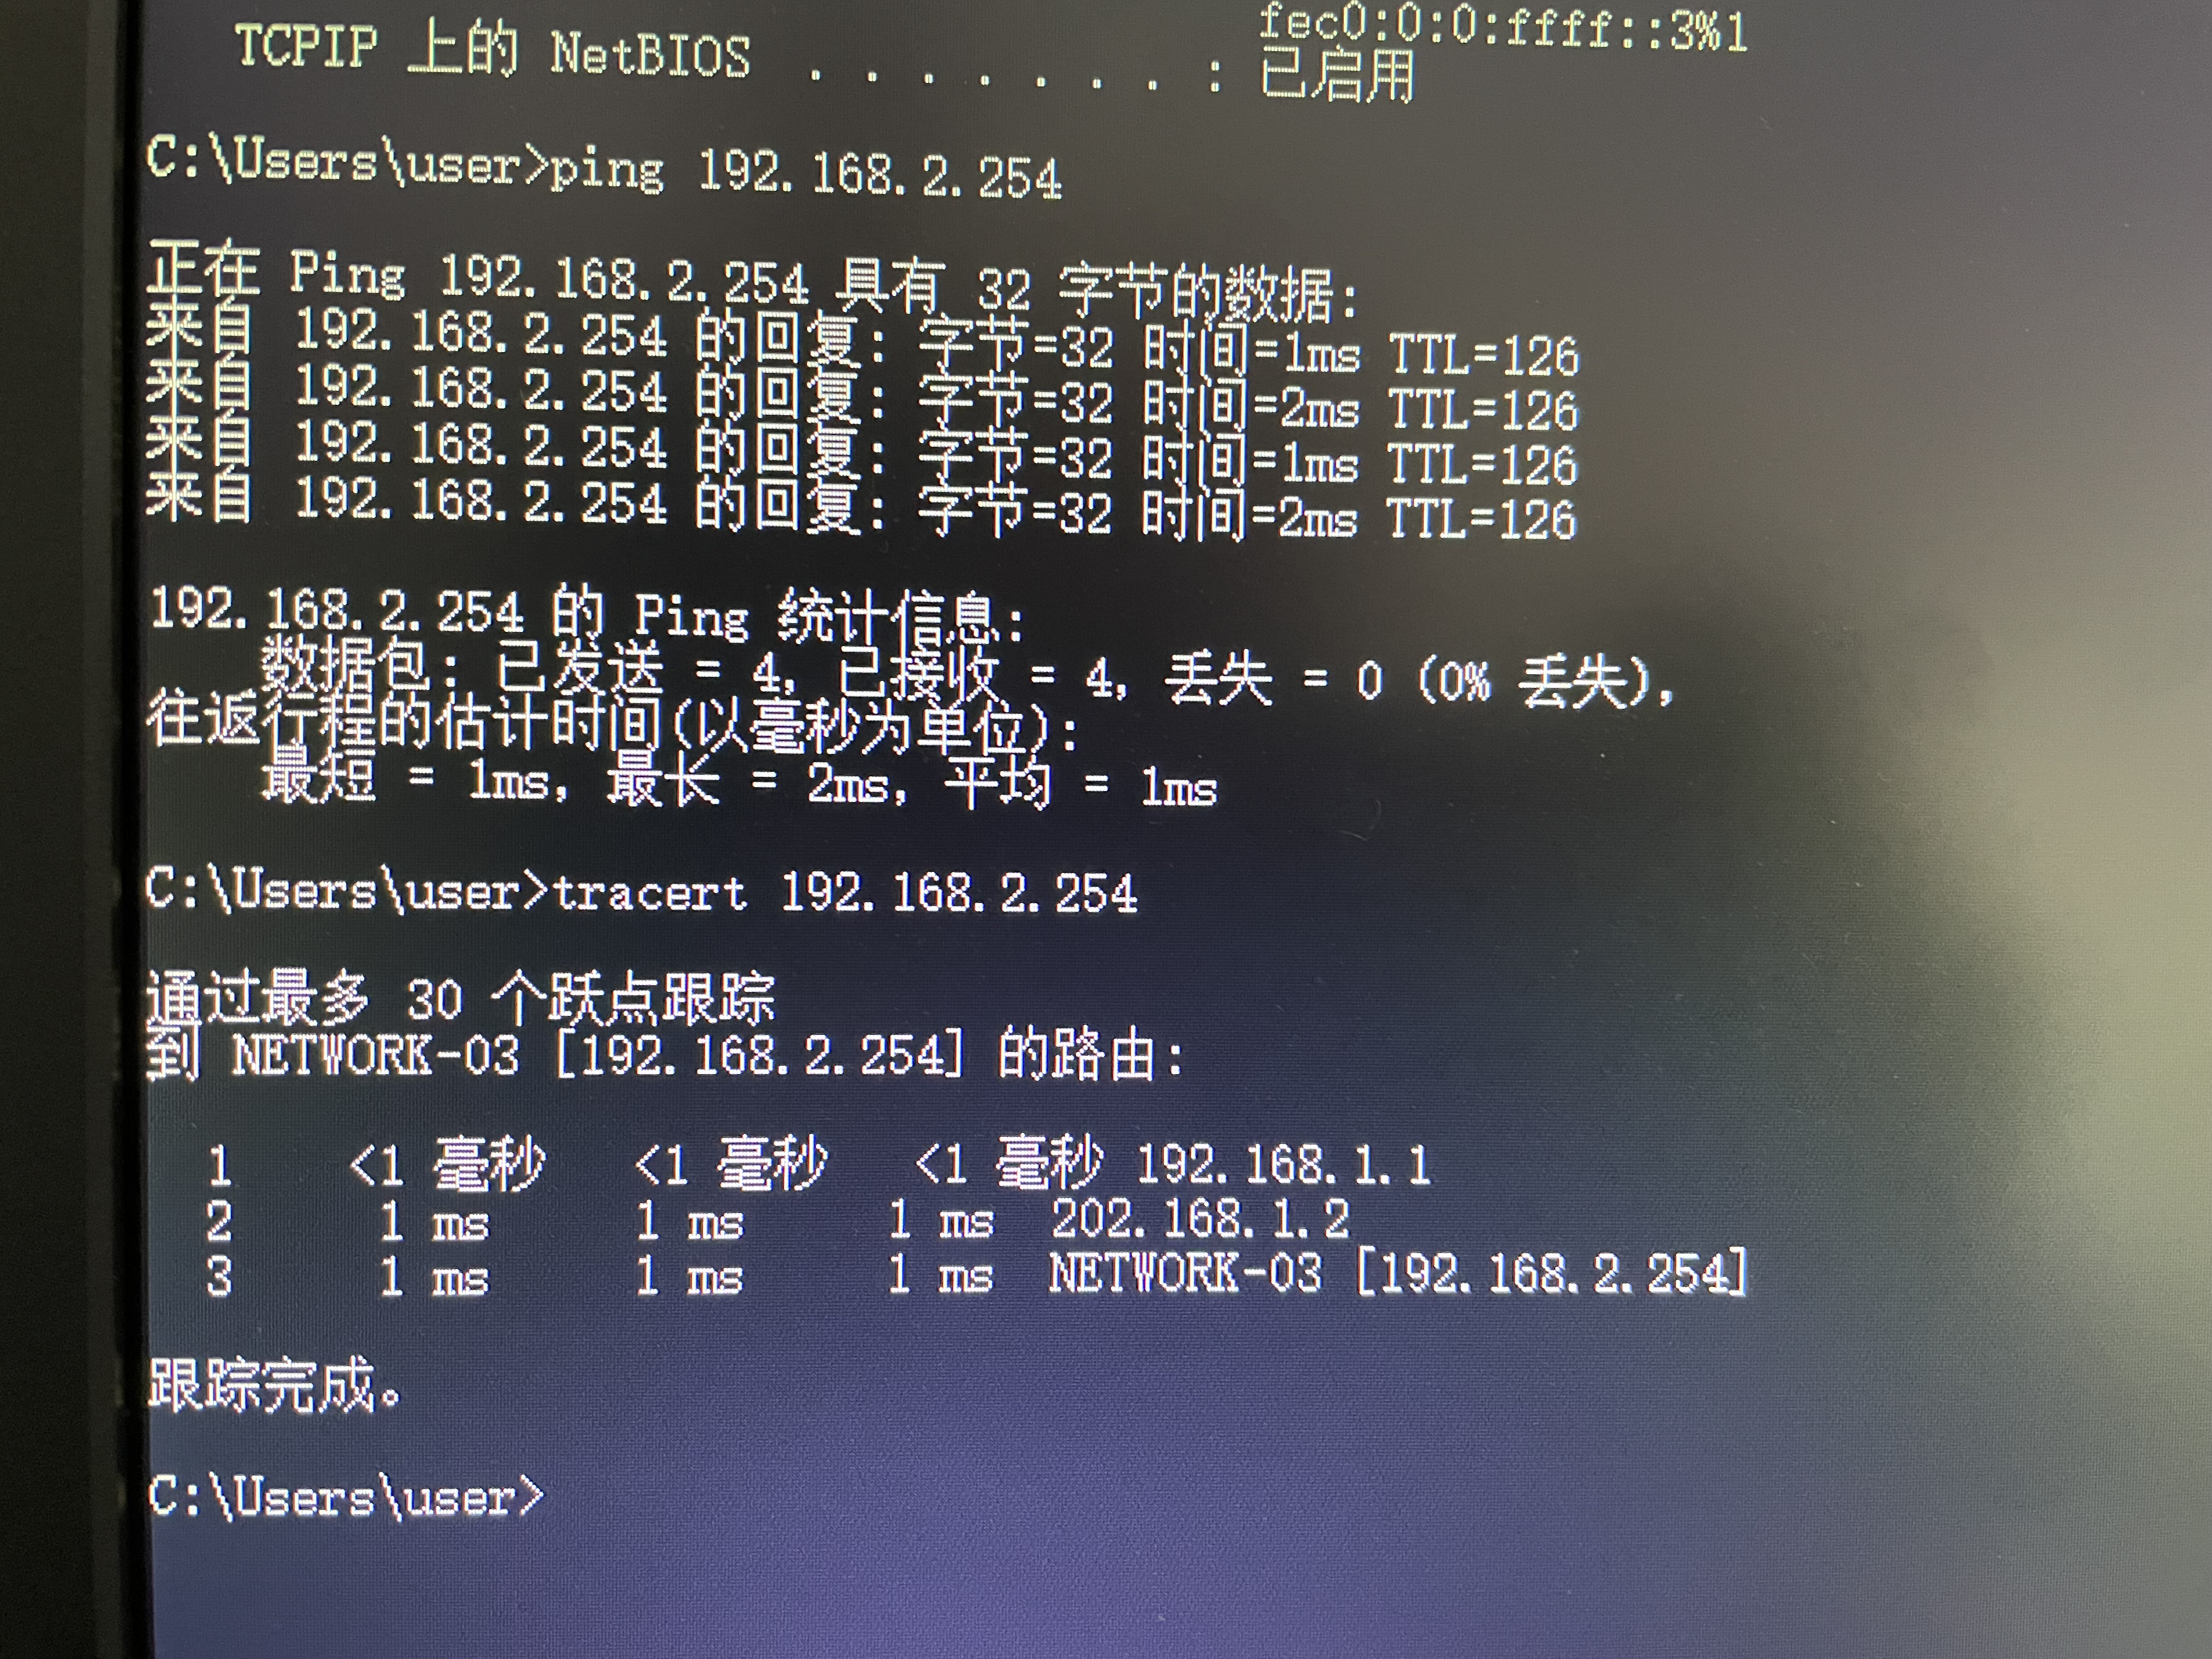 fec0:0:0:ffff::3%1
TCPIP 上的 NetBIOS . . . . . . . : 已启用
C:\Users\user>ping 192.168.2.254
正在 Ping 192.168.2.254 具有 32 字节的数据:
来自 192.168.2.254 的回复: 字节=32 时间=1ms TTL=126
来自 192.168.2.254 的回复: 字节=32 时间=2ms TTL=126
来自 192.168.2.254 的回复: 字节=32 时间=1ms TTL=126
来自 192.168.2.254 的回复: 字节=32 时间=2ms TTL=126
192.168.2.254 的 Ping 统计信息:
数据包: 已发送 = 4, 已接收 = 4, 丢失 = 0 (0% 丢失),
往返行程的估计时间(以毫秒为单位):
最短 = 1ms, 最长 = 2ms, 平均 = 1ms
C:\Users\user>tracert 192.168.2.254
通过最多 30 个跃点跟踪
到 NETWORK-03 [192.168.2.254] 的路由:
1 <1 毫秒 <1 毫秒 <1 毫秒 192.168.1.1
2 1 ms 1 ms 1 ms 202.168.1.2
3 1 ms 1 ms 1 ms NETWORK-03 [192.168.2.254]
跟踪完成。
C:\Users\user>